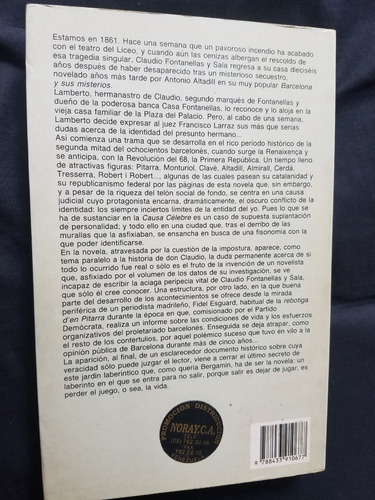 Estamos en 1861. Hace una semana que un pavoroso incendio ha acabado
con el teatro del Liceo, y cuando aún las cenizas albergan el rescoldo de
esa tragedia singular, Claudio Fontanellas y Sala regresa a su casa dieciséis
años después de haber desaparecido tras un misterioso secuestro,
novelado años más tarde por Antonio Altadill en su muy popular Barcelona
y sus misterios.
Lamberto, hermanastro de Claudio, segundo marqués de Fontanellas y
dueño de la poderosa banca Casa Fontanellas, lo reconoce y lo aloja en la
vieja casa familiar de la Plaza del Palacio. Pero, al cabo de una semana,
Lamberto decide expresar al juez Francisco Larraz sus más que serias
dudas acerca de la identidad del presunto hermano...
Así comienza una trama que se desarrolla en el rico período histórico de la
segunda mitad del ochocientos barcelonés, cuando surge la Renaixença y
se anticipa, con la Revolución del 68, la Primera República. Un tiempo lleno
de atractivas figuras: Pitarra, Monturiol, Clavé, Altadill, Almirall, Cerdá,
Tresserra, Robert i Robert..., algunas de las cuales pasean su catalanidad y
su republicanismo federal por las páginas de esta novela que, sin embargo,
y a pesar de la riqueza del telón social de fondo, se centra en una causa
judicial cuyo protagonista encarna, dramáticamente, el oscuro conflicto de la
identidad: los siempre inciertos límites de la entidad del yo. Pues lo que se
ha de sustanciar en la Causa Célebre es un caso de supuesta suplantación
de personalidad; y todo ello en una ciudad que, tras el derribo de las
murallas que la asfixiaban, se ensancha en busca de una fisonomía con la
que poder identificarse.
En la novela, atravesada por la cuestión de la impostura, aparece, como
tema paralelo a la historia de don Claudio, la duda permanente acerca de si
todo lo ocurrido fue real o sólo es el fruto de la invención de un novelista
que, asfixiado por el volumen de los datos de su investigación, se ve
incapaz de escribir la aciaga peripecia vital de Claudio Fontanellas y Sala,
que sólo él cree conocer. Una estructura, por otro lado, en la que buena
parte del desarrollo de los acontecimientos se ofrece desde la mirada
periférica de un periodista madrileño, Fidel Esguard, habitual de la rebotiga
d'en Pitarra durante la época en que, comisionado por el Partido
Demócrata, realiza un informe sobre las condiciones de vida y los esfuerzos
organizativos del proletariado barcelonés. Enseguida se deja atrapar, como
el resto de los contertulios, por aquel polémico suceso que tuvo en vilo a la
opinión pública de Barcelona durante más de cinco años...
La aparición, al final, de un esclarecedor documento histórico sobre cuya
veracidad sólo puede juzgar el lector, viene a cerrar el último secreto de
este jardín laberíntico que, como quería Bergamín, ha de ser la novela: un
laberinto en el que se entra para no salir, porque salir es dejar de jugar, es
perder el juego, o sea, la vida.
PROMOCION DISTRIBUCION
NORAY, C.A.
TELF.
FAX
VENEZUELA
9 788433 910677